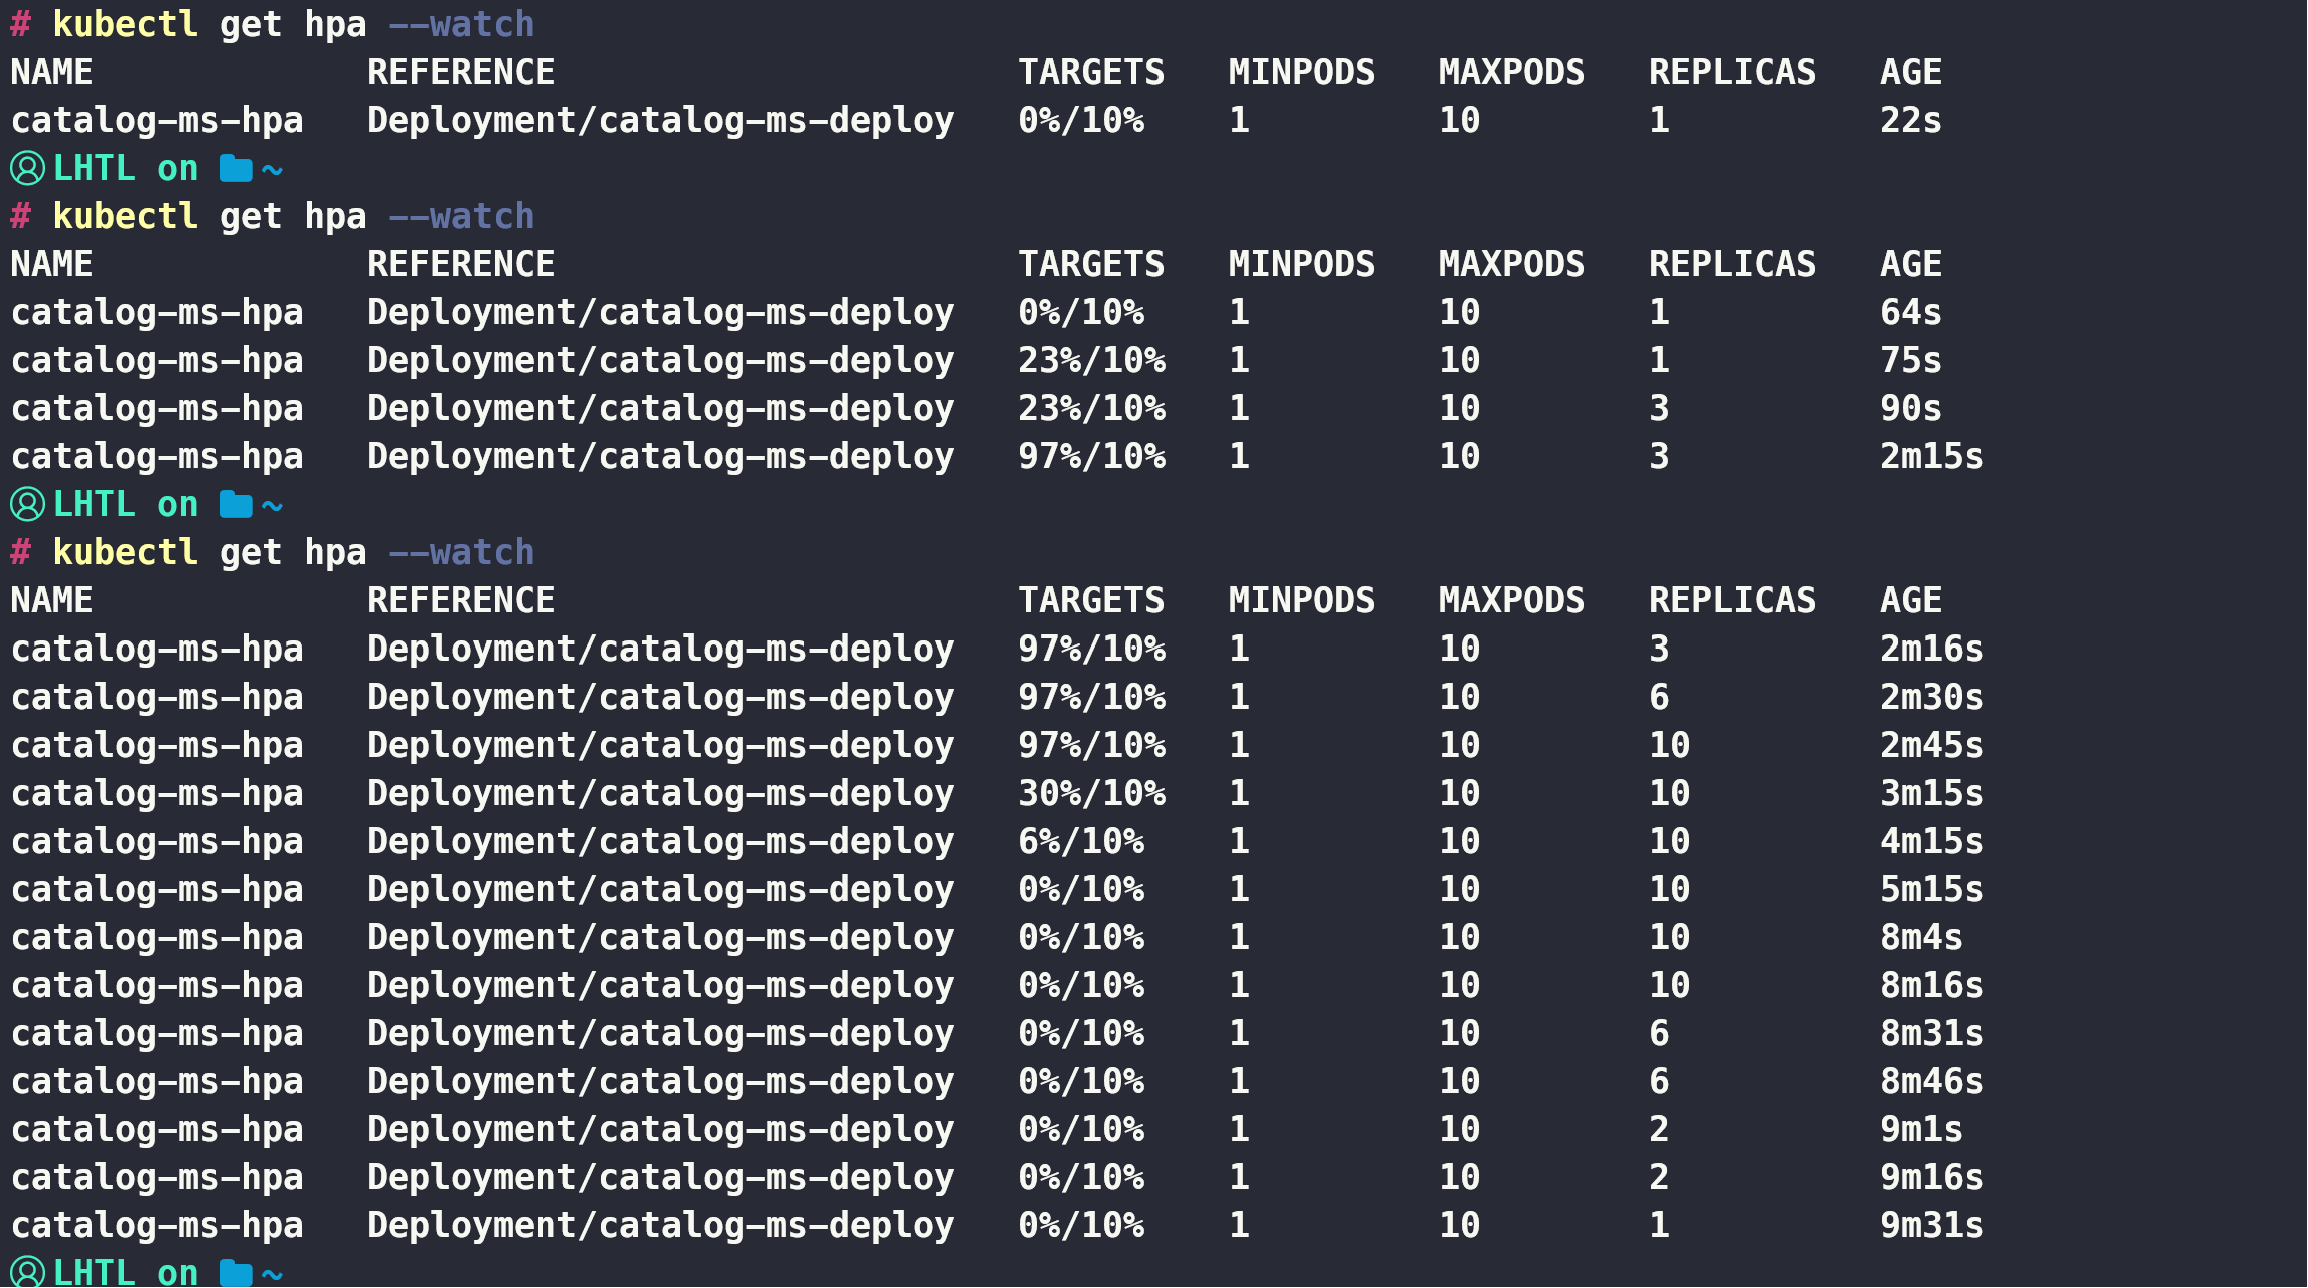 # kubectl get hpa --watch
NAME REFERENCE TARGETS MINPODS MAXPODS REPLICAS AGE
catalog-ms-hpa Deployment/catalog-ms-deploy 0%/10% 1 10 1 22s
LHTL on ~
# kubectl get hpa --watch
NAME REFERENCE TARGETS MINPODS MAXPODS REPLICAS AGE
catalog-ms-hpa Deployment/catalog-ms-deploy 0%/10% 1 10 1 64s
catalog-ms-hpa Deployment/catalog-ms-deploy 23%/10% 1 10 1 75s
catalog-ms-hpa Deployment/catalog-ms-deploy 23%/10% 1 10 3 90s
catalog-ms-hpa Deployment/catalog-ms-deploy 97%/10% 1 10 3 2m15s
LHTL on ~
# kubectl get hpa --watch
NAME REFERENCE TARGETS MINPODS MAXPODS REPLICAS AGE
catalog-ms-hpa Deployment/catalog-ms-deploy 97%/10% 1 10 3 2m16s
catalog-ms-hpa Deployment/catalog-ms-deploy 97%/10% 1 10 6 2m30s
catalog-ms-hpa Deployment/catalog-ms-deploy 97%/10% 1 10 10 2m45s
catalog-ms-hpa Deployment/catalog-ms-deploy 30%/10% 1 10 10 3m15s
catalog-ms-hpa Deployment/catalog-ms-deploy 6%/10% 1 10 10 4m15s
catalog-ms-hpa Deployment/catalog-ms-deploy 0%/10% 1 10 10 5m15s
catalog-ms-hpa Deployment/catalog-ms-deploy 0%/10% 1 10 10 8m4s
catalog-ms-hpa Deployment/catalog-ms-deploy 0%/10% 1 10 10 8m16s
catalog-ms-hpa Deployment/catalog-ms-deploy 0%/10% 1 10 6 8m31s
catalog-ms-hpa Deployment/catalog-ms-deploy 0%/10% 1 10 6 8m46s
catalog-ms-hpa Deployment/catalog-ms-deploy 0%/10% 1 10 2 9m1s
catalog-ms-hpa Deployment/catalog-ms-deploy 0%/10% 1 10 2 9m16s
catalog-ms-hpa Deployment/catalog-ms-deploy 0%/10% 1 10 1 9m31s
LHTL on ~